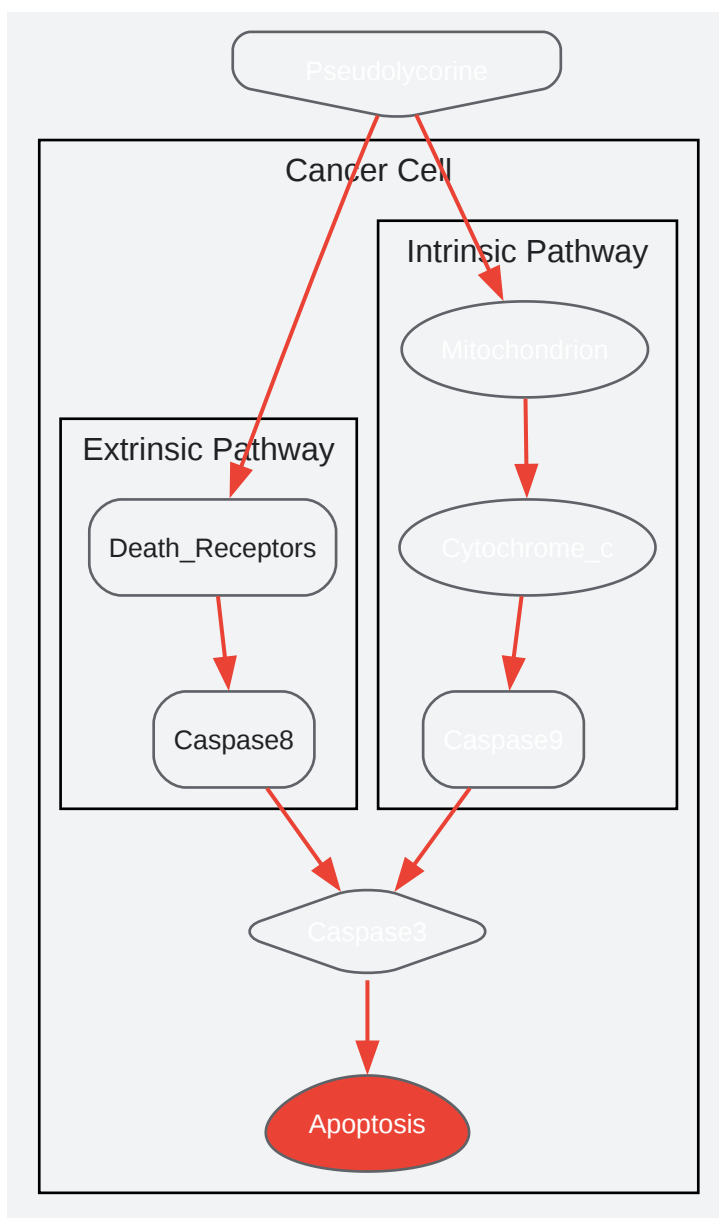 Pseudolycorine
Cancer Cell
Intrinsic Pathway
Mitochondrion
Extrinsic Pathway
Death_Receptors
Cytochrome_c
Caspase8
Caspase9
Caspase3
Apoptosis